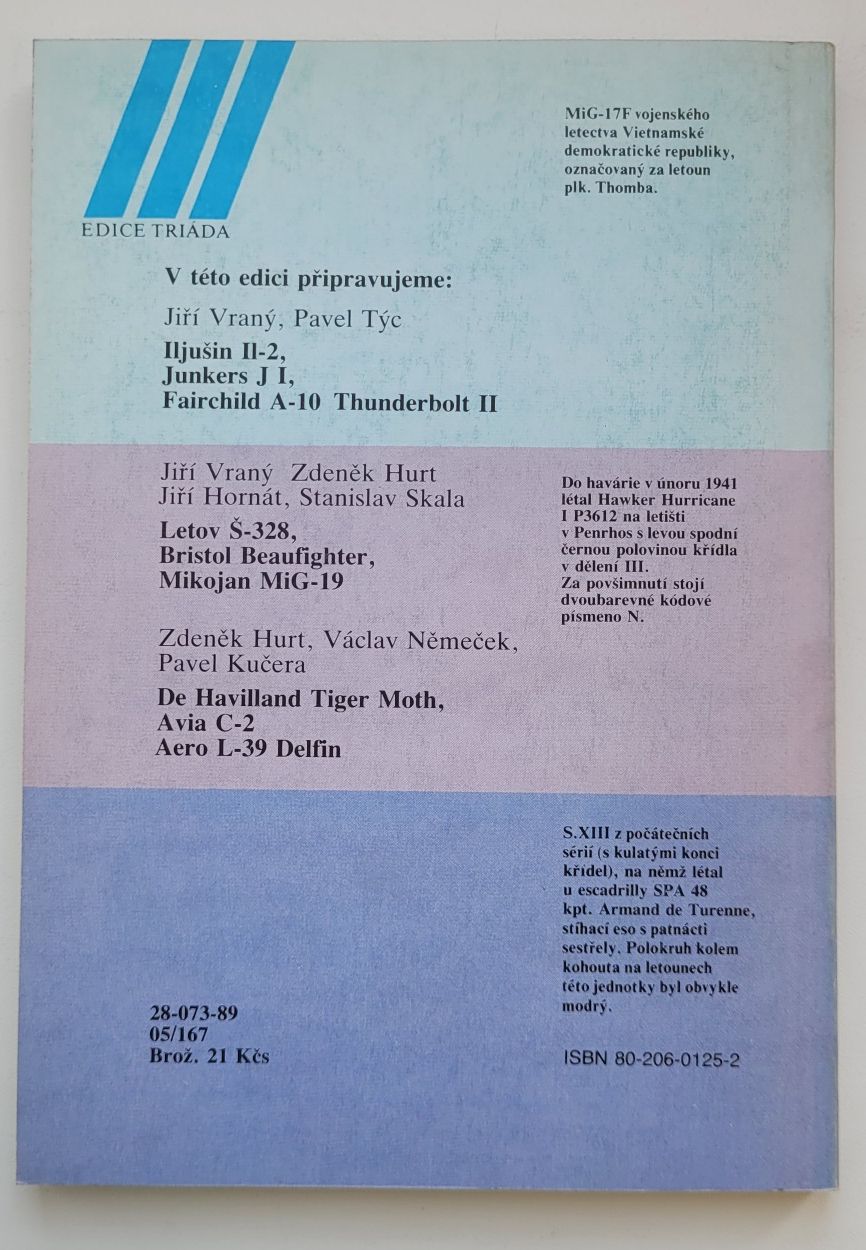 EDICE TRIÁDA
MiG-17F vojenského
letectva Vietnamské
demokratické republiky,
označovaný za letoun
plk. Thomba.
V této edici připravujeme:
Jiří Vraný, Pavel Týc
Iljušin Il-2,
Junkers J I,
Fairchild A-10 Thunderbolt II
Jiří Vraný Zdeněk Hurt
Jiří Hornát, Stanislav Skala
Letov Š-328,
Bristol Beaufighter,
Mikojan MiG-19
Zdeněk Hurt, Václav Němeček,
Pavel Kučera
De Havilland Tiger Moth,
Avia C-2
Aero L-39 Delfin
Do havárie v únoru 1941
létal Hawker Hurricane
I P3612 na letišti
v Penrhos s levou spodní
černou polovinou křídla
v dělení III.
Za povšimnutí stojí
dvoubarevné kódové
písmeno N.
S.XIII z počátečních
sérií (s kulatými konci
křídel), na němž létal
u escadrilly SPA 48
kpt. Armand de Turenne,
stíhací eso s patnácti
sestřely. Polokruh kolem
kohouta na letounech
této jednotky byl obvykle
modrý.
28-073-89
05/167
Brož. 21 Kčs
ISBN 80-206-0125-2